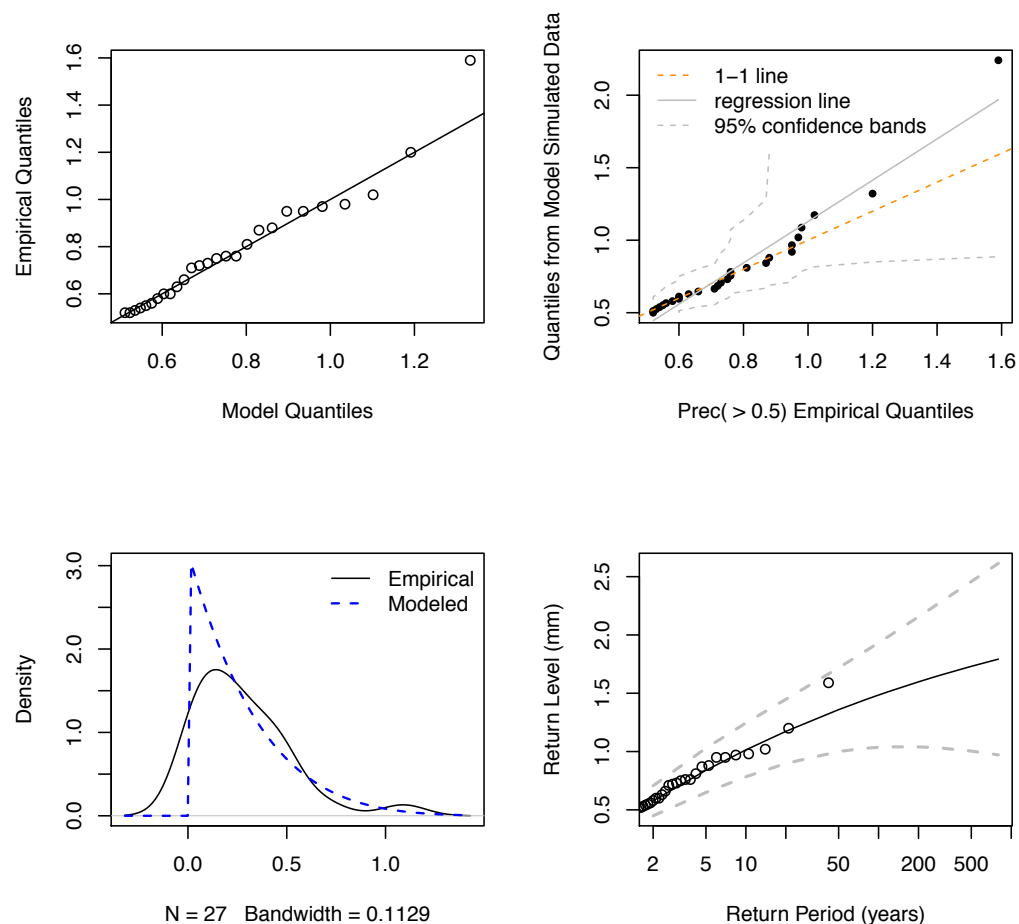 Empirical Quantiles
0.6 0.8 1.0 1.2 1.4 1.6
0.6 0.8 1.0 1.2
Model Quantiles
Quantiles from Model Simulated Data
0.5 1.0 1.5 2.0
1−1 line
regression line
95% confidence bands
0.6 0.8 1.0 1.2 1.4 1.6
Prec( > 0.5) Empirical Quantiles
Density
0.0 1.0 2.0 3.0
Empirical
Modeled
0.0 0.5 1.0
N = 27 Bandwidth = 0.1129
Return Level (mm)
0.5 1.0 1.5 2.0 2.5
2 5 10 50 200 500
Return Period (years)